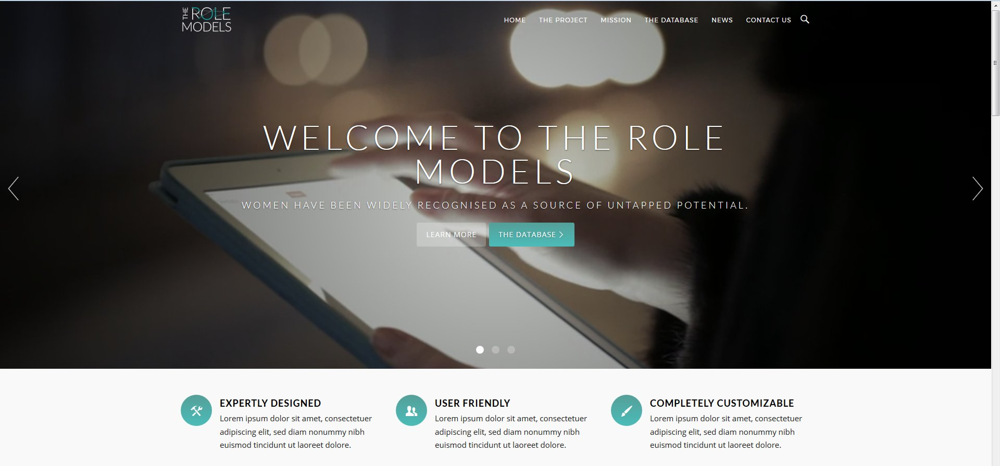 THE ROLE
MODELS
HOME THE PROJECT MISSION THE DATABASE NEWS CONTACT US
WELCOME TO THE ROLE
MODELS
WOMEN HAVE BEEN WIDELY RECOGNISED AS A SOURCE OF UNTAPPED POTENTIAL.
LEARN MORE THE DATABASE
EXPERTLY DESIGNED
Lorem ipsum dolor sit amet, consectetuer
adipiscing elit, sed diam nonummy nibh
euismod tincidunt ut laoreet dolore.
USER FRIENDLY
Lorem ipsum dolor sit amet, consectetuer
adipiscing elit, sed diam nonummy nibh
euismod tincidunt ut laoreet dolore.
COMPLETELY CUSTOMIZABLE
Lorem ipsum dolor sit amet, consectetuer
adipiscing elit, sed diam nonummy nibh
euismod tincidunt ut laoreet dolore.